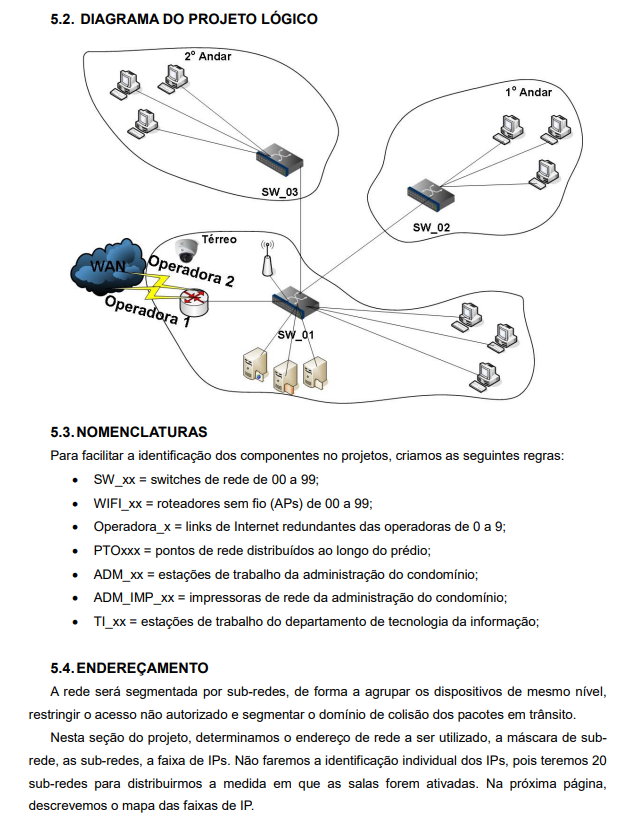 5.2. DIAGRAMA DO PROJETO LÓGICO
2º Andar
1º Andar
SW_03
SW_02
Térreo
WAN
Operadora 2
Operadora 1
SW_01
5.3. NOMENCLATURAS
Para facilitar a identificação dos componentes no projetos, criamos as seguintes regras:
• SW_xx = switches de rede de 00 a 99;
• WIFI_xx = roteadores sem fio (APs) de 00 a 99;
• Operadora_x = links de Internet redundantes das operadoras de 0 a 9;
• PTOxxx = pontos de rede distribuídos ao longo do prédio;
• ADM_xx = estações de trabalho da administração do condomínio;
• ADM_IMP_xx = impressoras de rede da administração do condomínio;
• TI_xx = estações de trabalho do departamento de tecnologia da informação;
5.4. ENDEREÇAMENTO
A rede será segmentada por sub-redes, de forma a agrupar os dispositivos de mesmo nível,
restringir o acesso não autorizado e segmentar o domínio de colisão dos pacotes em trânsito.
Nesta seção do projeto, determinamos o endereço de rede a ser utilizado, a máscara de sub-
rede, as sub-redes, a faixa de IPs. Não faremos a identificação individual dos IPs, pois teremos 20
sub-redes para distribuirmos a medida em que as salas forem ativadas. Na próxima página,
descrevemos o mapa das faixas de IP.